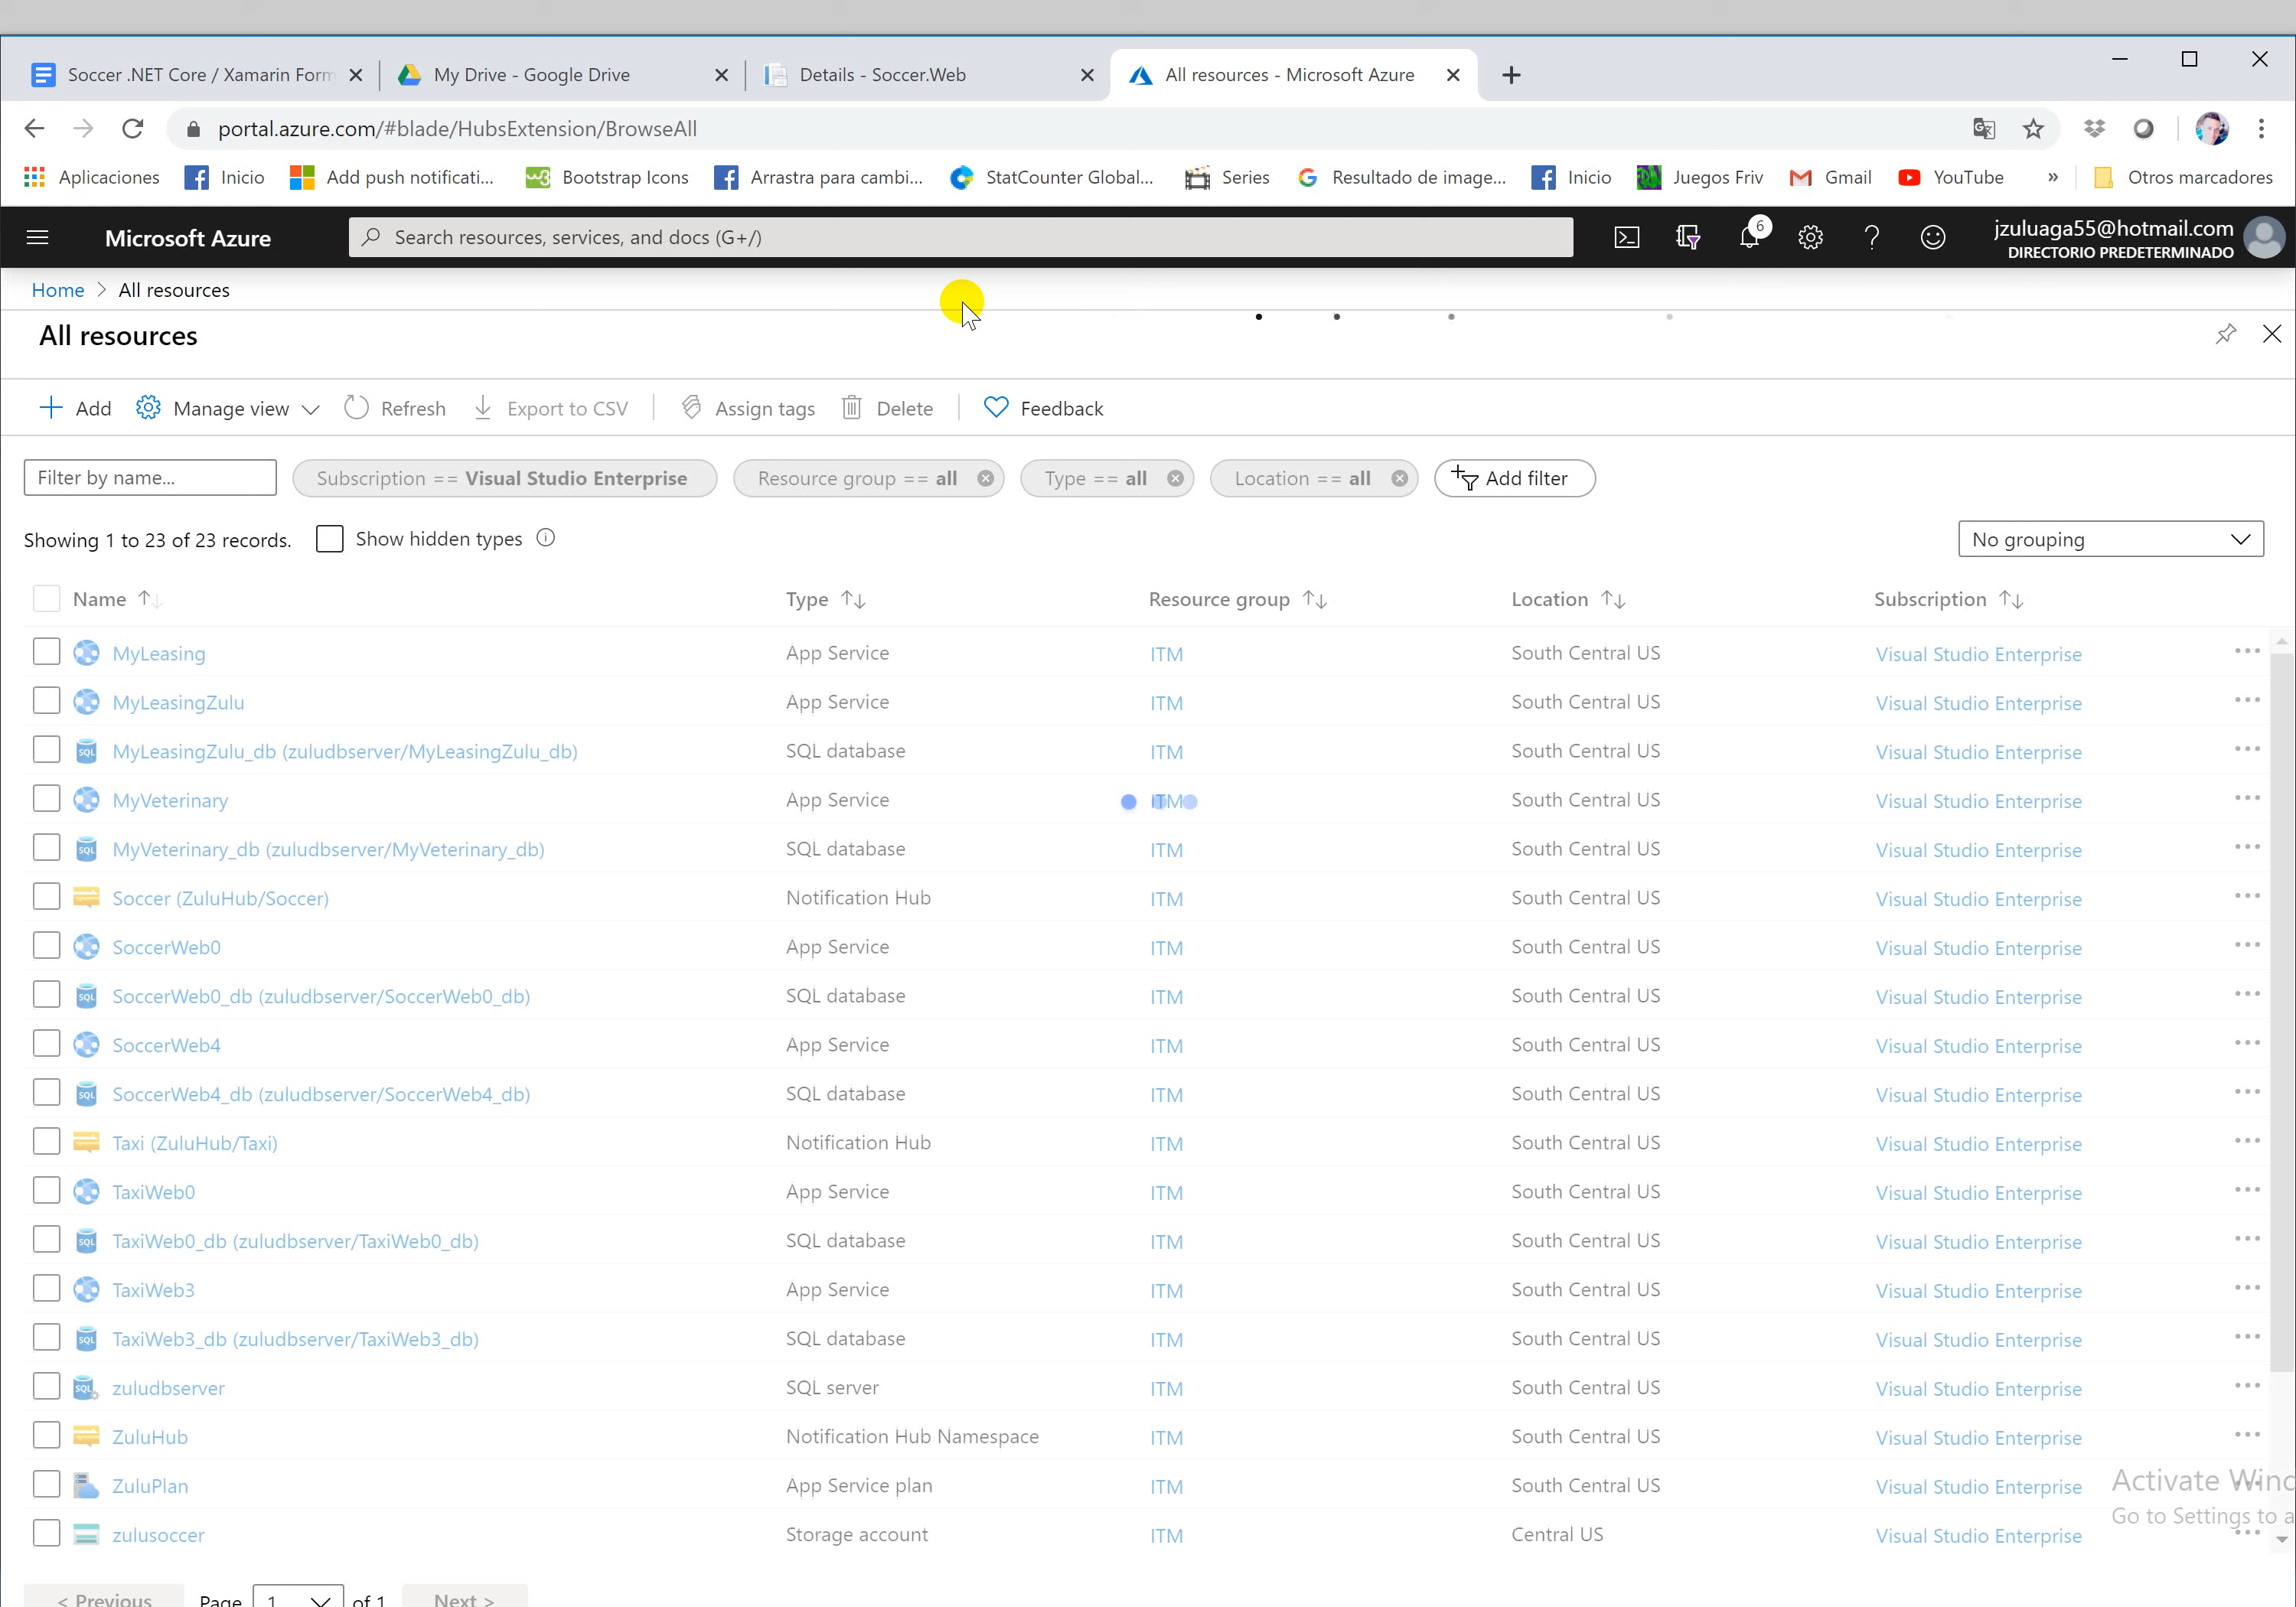 Soccer .NET Core / Xamarin Form
My Drive - Google Drive
Details - Soccer.Web
All resources - Microsoft Azure
portal.azure.com/#blade/HubsExtension/BrowseAll
Aplicaciones Inicio Add push notificati... Bootstrap Icons Arrastra para cambi... StatCounter Global... Series Resultado de image... Inicio Juegos Friv Gmail YouTube » Otros marcadores
Microsoft Azure
Search resources, services, and docs (G+/)
6
jzuluaga55@hotmail.com
DIRECTORIO PREDETERMINADO
Home > All resources
All resources
Add Manage view Refresh Export to CSV Assign tags Delete Feedback
Filter by name... Subscription == Visual Studio Enterprise Resource group == all Type == all Location == all Add filter
Showing 1 to 23 of 23 records. Show hidden types No grouping
Name Type Resource group Location Subscription
MyLeasing App Service ITM South Central US Visual Studio Enterprise
MyLeasingZulu App Service ITM South Central US Visual Studio Enterprise
MyLeasingZulu_db (zuludbserver/MyLeasingZulu_db) SQL database ITM South Central US Visual Studio Enterprise
MyVeterinary App Service ITM South Central US Visual Studio Enterprise
MyVeterinary_db (zuludbserver/MyVeterinary_db) SQL database ITM South Central US Visual Studio Enterprise
Soccer (ZuluHub/Soccer) Notification Hub ITM South Central US Visual Studio Enterprise
SoccerWeb0 App Service ITM South Central US Visual Studio Enterprise
SoccerWeb0_db (zuludbserver/SoccerWeb0_db) SQL database ITM South Central US Visual Studio Enterprise
SoccerWeb4 App Service ITM South Central US Visual Studio Enterprise
SoccerWeb4_db (zuludbserver/SoccerWeb4_db) SQL database ITM South Central US Visual Studio Enterprise
Taxi (ZuluHub/Taxi) Notification Hub ITM South Central US Visual Studio Enterprise
TaxiWeb0 App Service ITM South Central US Visual Studio Enterprise
TaxiWeb0_db (zuludbserver/TaxiWeb0_db) SQL database ITM South Central US Visual Studio Enterprise
TaxiWeb3 App Service ITM South Central US Visual Studio Enterprise
TaxiWeb3_db (zuludbserver/TaxiWeb3_db) SQL database ITM South Central US Visual Studio Enterprise
zuludbserver SQL server ITM South Central US Visual Studio Enterprise
ZuluHub Notification Hub Namespace ITM South Central US Visual Studio Enterprise
ZuluPlan App Service plan ITM South Central US Visual Studio Enterprise
zulusoccer Storage account ITM Central US Visual Studio Enterprise
Activate Wind
Go to Settings to a
< Previous Page 1 of 1 Next >